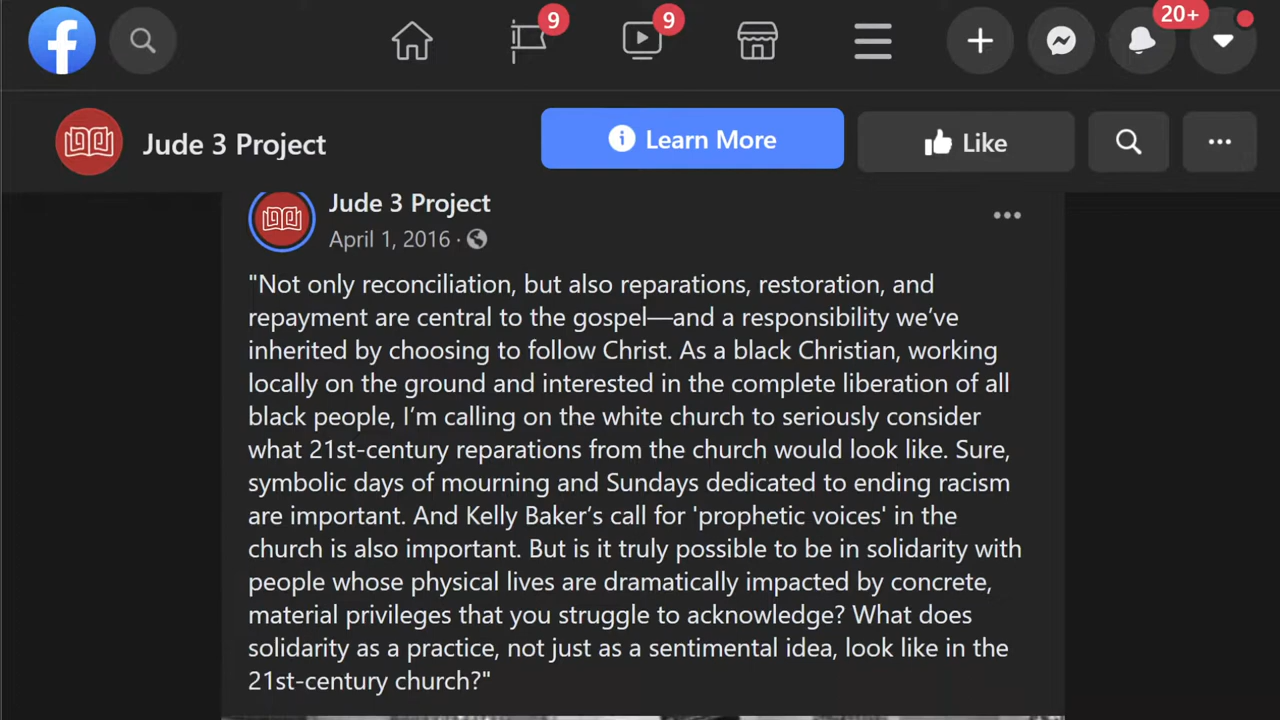 9
9
20+
Jude 3 Project
Learn More
Like
Jude 3 Project
April 1, 2016 ·
"Not only reconciliation, but also reparations, restoration, and
repayment are central to the gospel—and a responsibility we’ve
inherited by choosing to follow Christ. As a black Christian, working
locally on the ground and interested in the complete liberation of all
black people, I’m calling on the white church to seriously consider
what 21st-century reparations from the church would look like. Sure,
symbolic days of mourning and Sundays dedicated to ending racism
are important. And Kelly Baker’s call for 'prophetic voices' in the
church is also important. But is it truly possible to be in solidarity with
people whose physical lives are dramatically impacted by concrete,
material privileges that you struggle to acknowledge? What does
solidarity as a practice, not just as a sentimental idea, look like in the
21st-century church?"